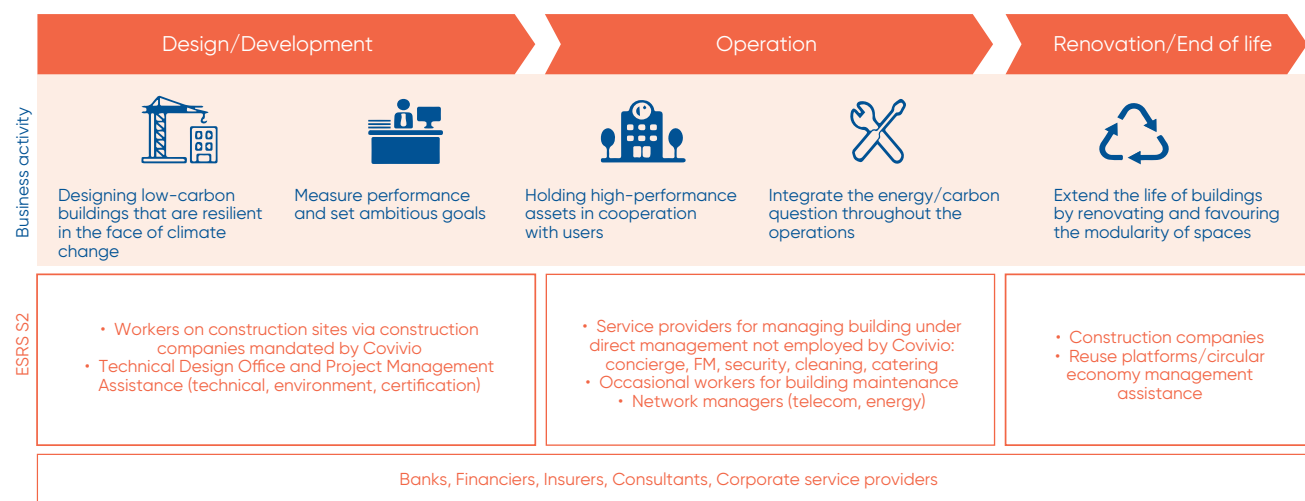 Design/Development
Operation
Renovation/End of life
Business activity
Designing low-carbon
buildings that are resilient
in the face of climate
change
Measure performance
and set ambitious goals
Holding high-performance
assets in cooperation
with users
Integrate the energy/carbon
question throughout the
operations
Extend the life of buildings
by renovating and favouring
the modularity of spaces
ESRS S2
• Workers on construction sites via construction
companies mandated by Covivio
• Technical Design Office and Project Management
Assistance (technical, environment, certification)
• Service providers for managing building under
direct management not employed by Covivio:
concierge, FM, security, cleaning, catering
• Occasional workers for building maintenance
• Network managers (telecom, energy)
• Construction companies
• Reuse platforms/circular
economy management
assistance
Banks, Financiers, Insurers, Consultants, Corporate service providers